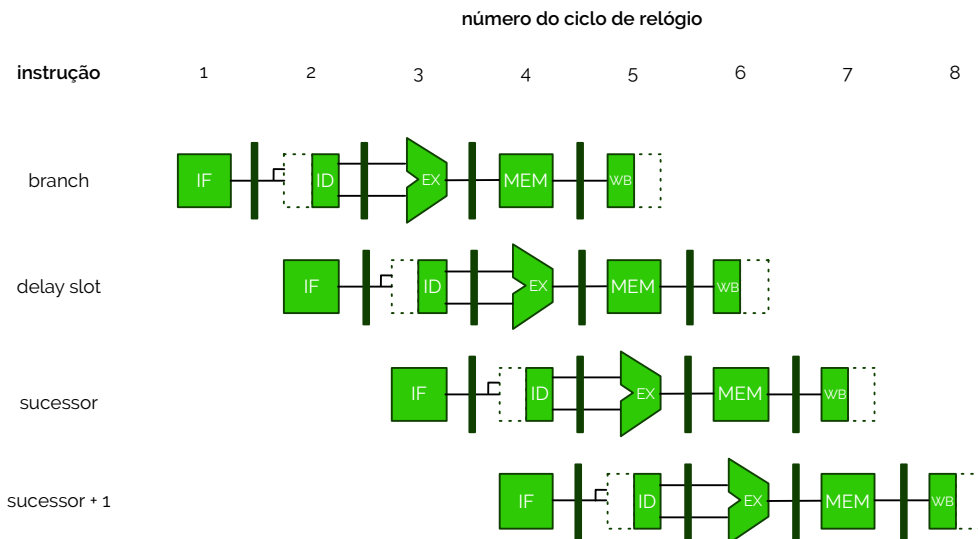 número do ciclo de relógio
instrução 1 2 3 4 5 6 7 8
branch IF ID EX MEM WB
delay slot IF ID EX MEM WB
sucessor IF ID EX MEM WB
sucessor + 1 IF ID EX MEM WB